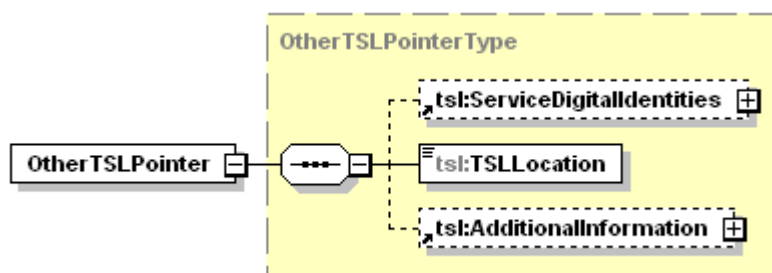 OtherTSLPointerType
tsl:ServiceDigitalIdentities
OtherTSLPointer
tsl:TSLLocation
tsl:AdditionalInformation